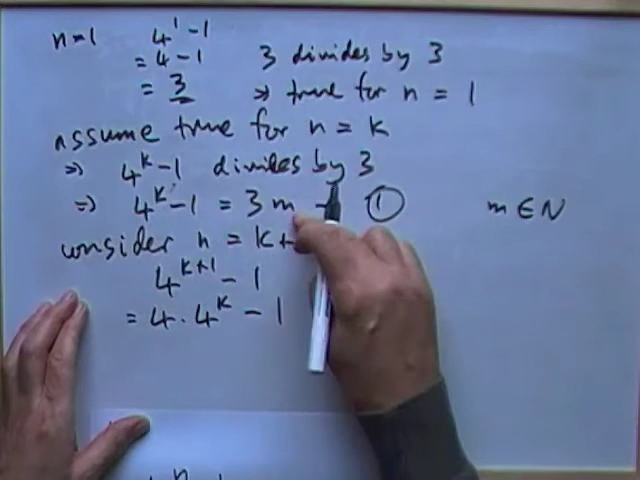 n=1 4¹-1
= 4-1 3 divides by 3
= 3 ⇒ true for n = 1
assume true for n = k
⇒ 4ᵏ-1 divides by 3
⇒ 4ᵏ-1 = 3m - ① m ∈ N
consider n = k+
4ᵏ⁺¹ - 1
= 4 . 4ᵏ - 1